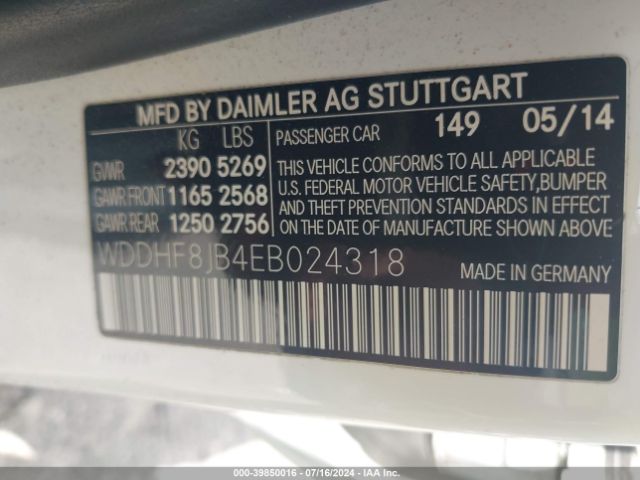 MFD BY DAIMLER AG STUTTGART
KG LBS PASSENGER CAR 149 05/14
GVWR 2390 5269
GAWR FRONT 1165 2568
GAWR REAR 1250 2756
THIS VEHICLE CONFORMS TO ALL APPLICABLE
U.S. FEDERAL MOTOR VEHICLE SAFETY,BUMPER
AND THEFT PREVENTION STANDARDS IN EFFECT
ON THE DATE OF MANUFACTURE SHOWN ABOVE
WDDHF8JB4EB024318 MADE IN GERMANY
000-39850016 - 07/16/2024 - IAAI.COM